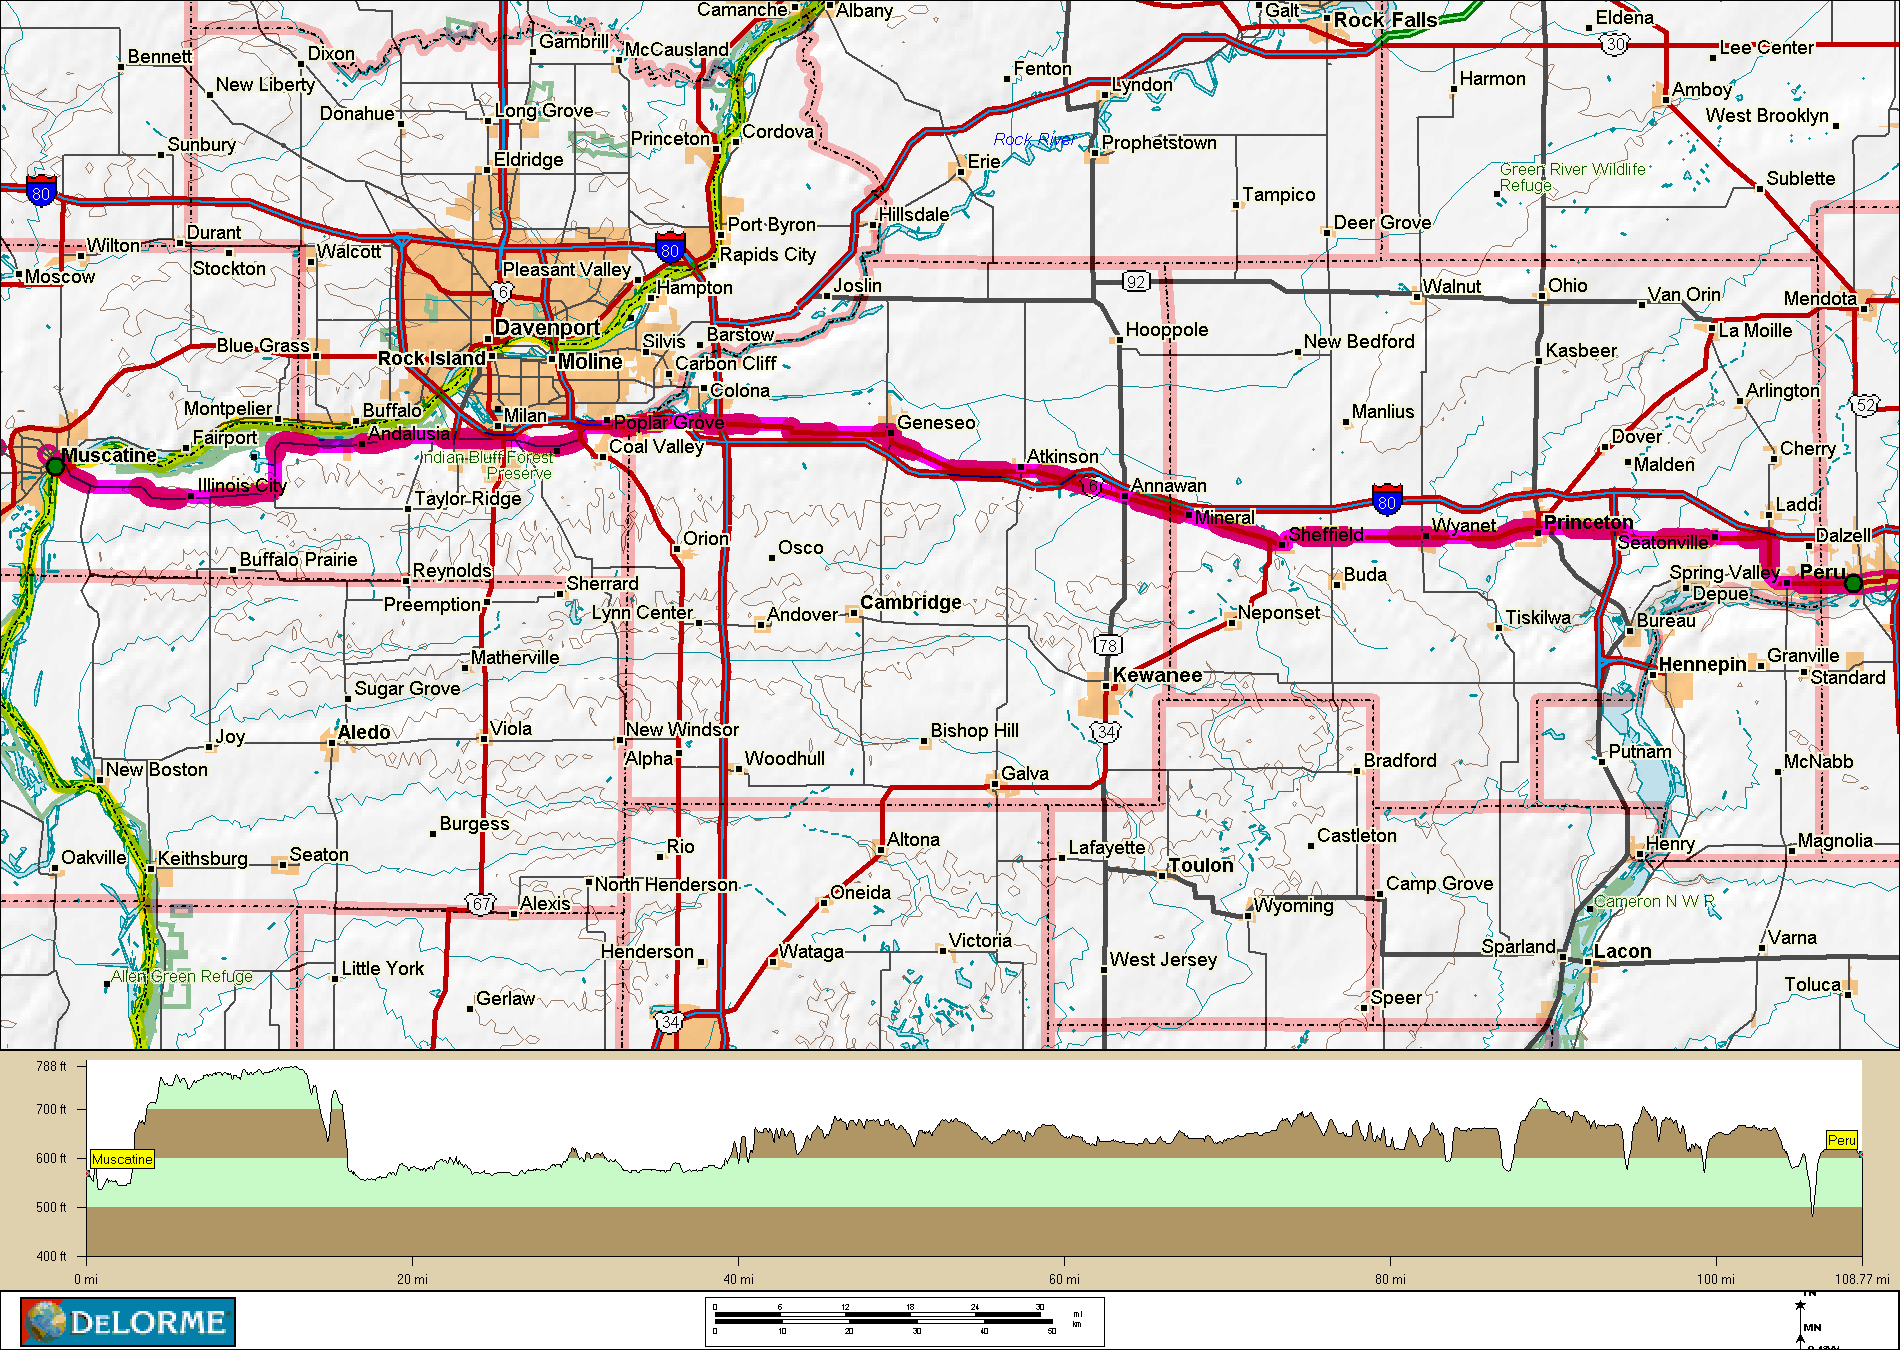 Camanche
Albany
Galt
Rock Falls
Eldena
Bennett
Dixon
Gambrill
McCausland
30
Lee Center
New Liberty
Fenton
Lyndon
Harmon
Amboy
Donahue
Long Grove
West Brooklyn
Sunbury
Princeton
Cordova
Rock River
Prophetstown
Eldridge
Erie
Green River Wildlife
Refuge
80
Tampico
Sublette
Durant
Port Byron
Hillsdale
Deer Grove
Wilton
Walcott
80
Rapids City
Moscow
Stockton
Pleasant Valley
Hampton
Joslin
92
Walnut
Ohio
Van Orin
Mendota
6
Davenport
Barstow
Hooppole
La Moille
Blue Grass
Rock Island
Moline
Silvis
New Bedford
Kasbeer
Carbon Cliff
Colona
Arlington
52
Montpelier
Buffalo
Milan
Poplar Grove
Geneseo
Manlius
Fairport
Andalusia
Coal Valley
Dover
Cherry
Muscatine
Indian Bluff Forest
Preserve
Atkinson
Malden
Illinois City
Taylor Ridge
6
Annawan
80
Ladd
Mineral
Wyanet
Princeton
Orion
Osco
Sheffield
Seatonville
Dalzell
Buffalo Prairie
Reynolds
Sherrard
Buda
Spring Valley
Peru
Preemption
Lynn Center
Andover
Cambridge
Neponset
Tiskilwa
Depue
Bureau
78
Matherville
Kewanee
Hennepin
Granville
Standard
Sugar Grove
Joy
Aledo
Viola
New Windsor
Bishop Hill
34
Alpha
Woodhull
Putnam
McNabb
New Boston
Galva
Bradford
Burgess
Altona
Castleton
Oakville
Keithsburg
Seaton
Rio
Lafayette
Toulon
Henry
Magnolia
North Henderson
Oneida
Camp Grove
67
Alexis
Wyoming
Cameron N W R
Henderson
Wataga
Victoria
West Jersey
Sparland
Lacon
Varna
Allen Green Refuge
Little York
Gerlaw
34
Speer
Toluca
788 ft
700 ft
600 ft
500 ft
400 ft
Muscatine
Peru
0 mi
20 mi
40 mi
60 mi
80 mi
100 mi
108.77 mi
DELORME
0 6 12 18 24 30 mi
0 10 20 30 40 50 km
MN